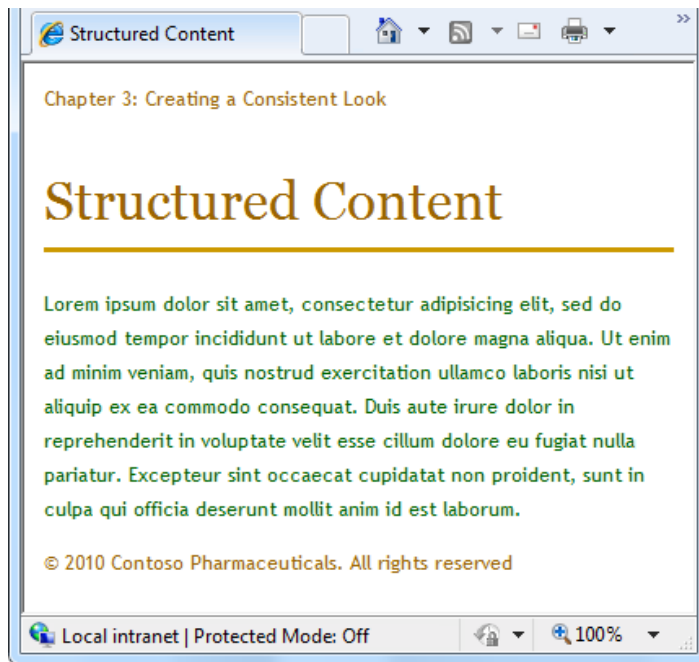 Structured Content
»
Chapter 3: Creating a Consistent Look
Structured Content
Lorem ipsum dolor sit amet, consectetur adipisicing elit, sed do
eiusmod tempor incididunt ut labore et dolore magna aliqua. Ut enim
ad minim veniam, quis nostrud exercitation ullamco laboris nisi ut
aliquip ex ea commodo consequat. Duis aute irure dolor in
reprehenderit in voluptate velit esse cillum dolore eu fugiat nulla
pariatur. Excepteur sint occaecat cupidatat non proident, sunt in
culpa qui officia deserunt mollit anim id est laborum.
© 2010 Contoso Pharmaceuticals. All rights reserved
Local intranet | Protected Mode: Off
100%